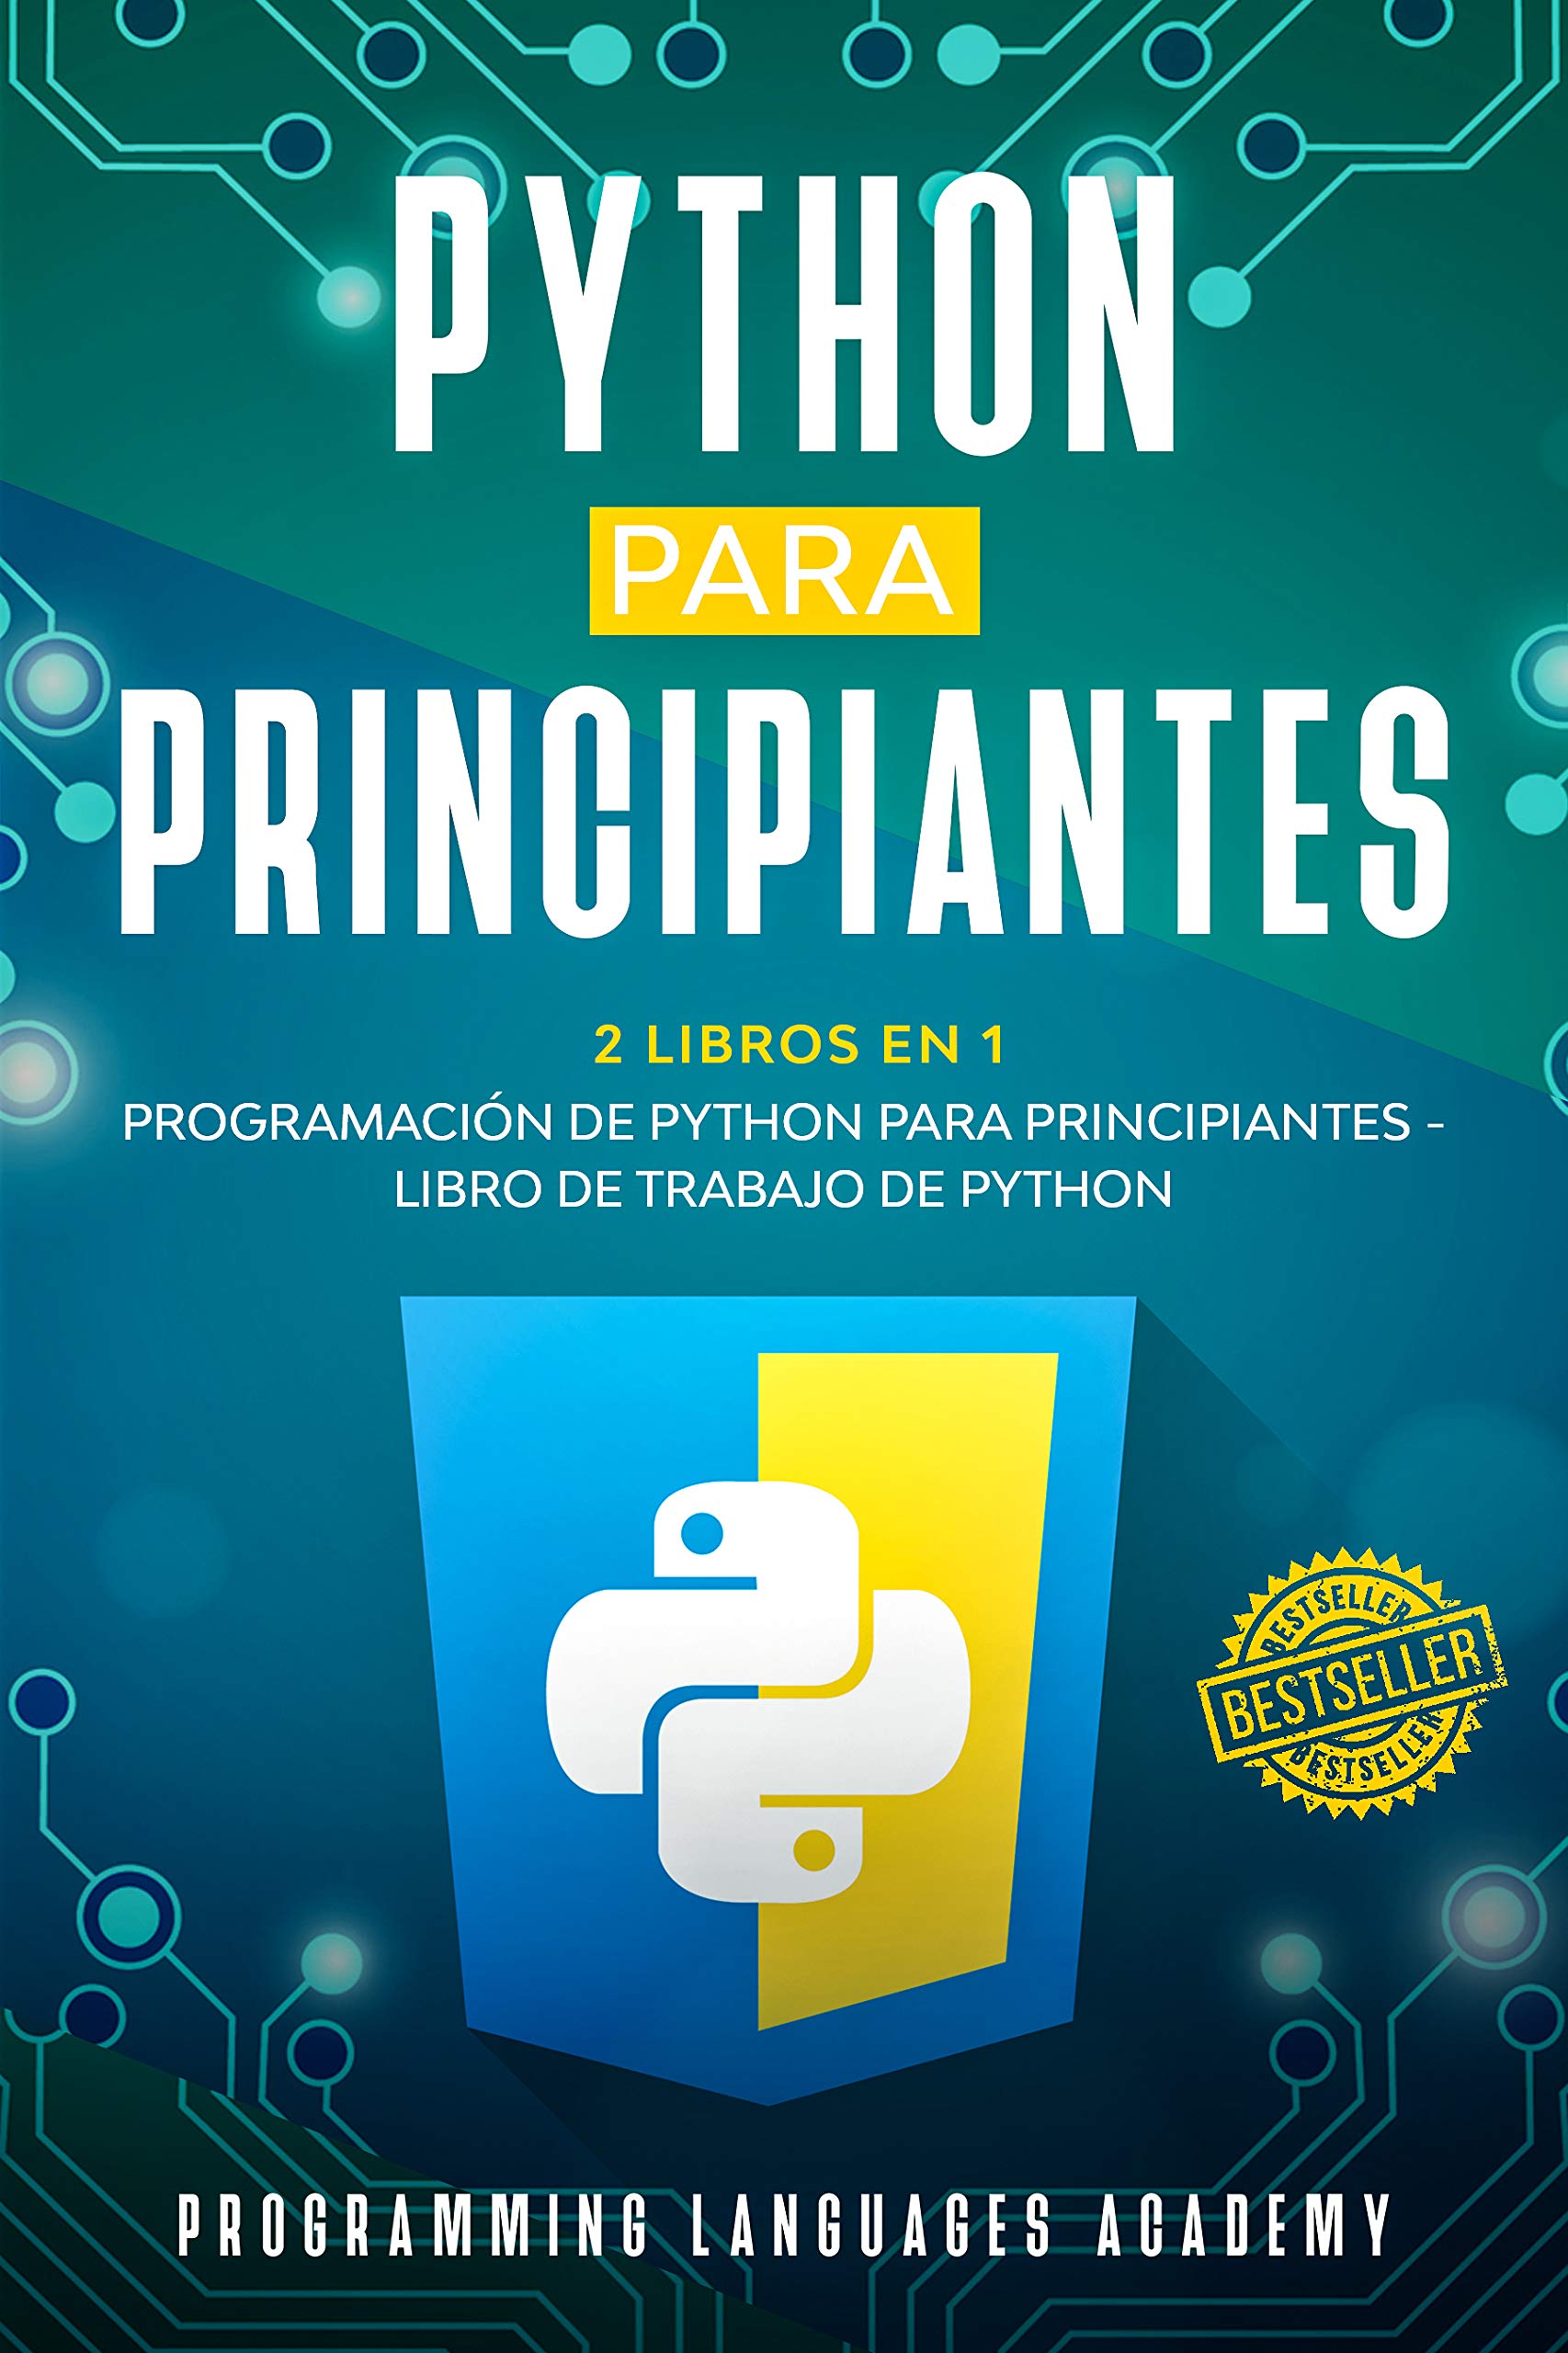 PYTHON
PARA
PRINCIPIANTES
2 LIBROS EN 1
PROGRAMACIÓN DE PYTHON PARA PRINCIPIANTES -
LIBRO DE TRABAJO DE PYTHON
BESTSELLER
BESTSELLER
BESTSELLER
PROGRAMMING LANGUAGES ACADEMY